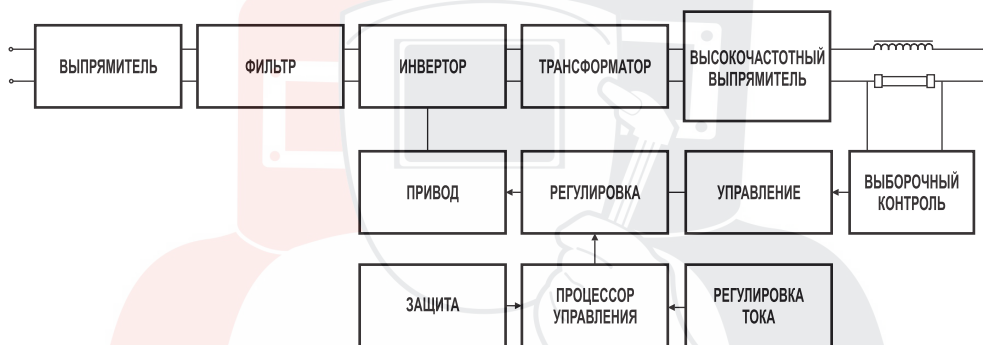 ВЫПРЯМИТЕЛЬ
ФИЛЬТР
ИНВЕРТОР
ТРАНСФОРМАТОР
ВЫСОКОЧАСТОТНЫЙ
ВЫПРЯМИТЕЛЬ
ПРИВОД
РЕГУЛИРОВКА
УПРАВЛЕНИЕ
ВЫБОРОЧНЫЙ
КОНТРОЛЬ
ЗАЩИТА
ПРОЦЕССОР
УПРАВЛЕНИЯ
РЕГУЛИРОВКА
ТОКА